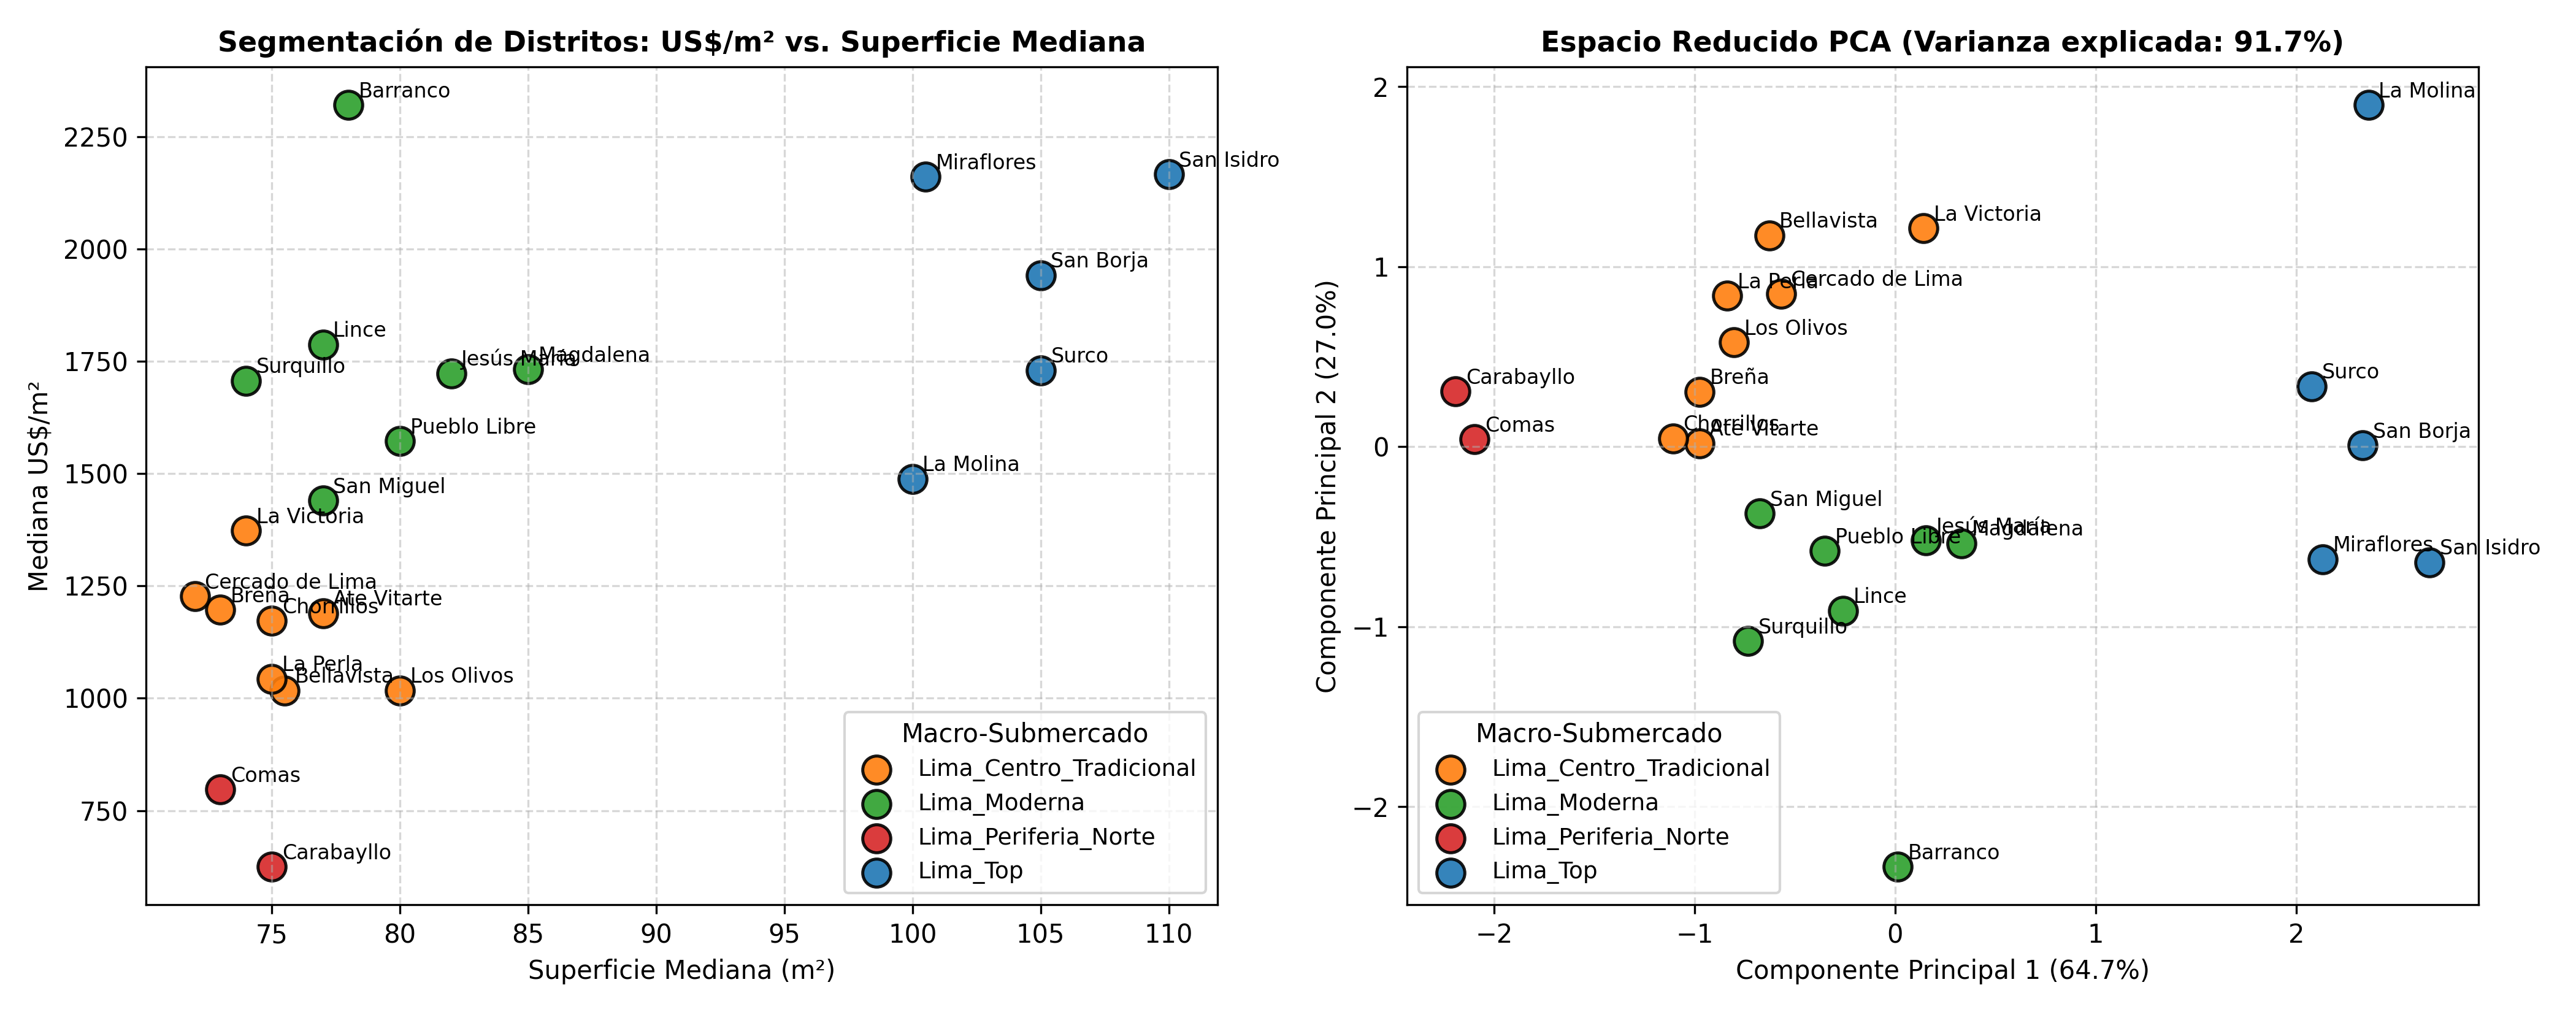 Segmentación de Distritos: US$/m² vs. Superficie Mediana
Mediana US$/m²
2250
2000
1750
1500
1250
1000
750
Barranco
Miraflores
San Isidro
San Borja
Lince
Surquillo
Jesús María
Magdalena
Surco
Pueblo Libre
La Molina
San Miguel
La Victoria
Cercado de Lima
Breña
Chorrillos
Ate Vitarte
La Perla
Bellavista
Los Olivos
Comas
Carabayllo
Macro-Submercado
Lima_Centro_Tradicional
Lima_Moderna
Lima_Periferia_Norte
Lima_Top
75 80 85 90 95 100 105 110
Superficie Mediana (m²)
Espacio Reducido PCA (Varianza explicada: 91.7%)
Componente Principal 2 (27.0%)
2
1
0
−1
−2
La Molina
La Victoria
Bellavista
La Perla
Cercado de Lima
Los Olivos
Carabayllo
Breña
Surco
Comas
Chorrillos
Ate Vitarte
San Borja
San Miguel
Pueblo Libre
Jesús María
Magdalena
Miraflores
San Isidro
Lince
Surquillo
Barranco
Macro-Submercado
Lima_Centro_Tradicional
Lima_Moderna
Lima_Periferia_Norte
Lima_Top
−2 −1 0 1 2
Componente Principal 1 (64.7%)